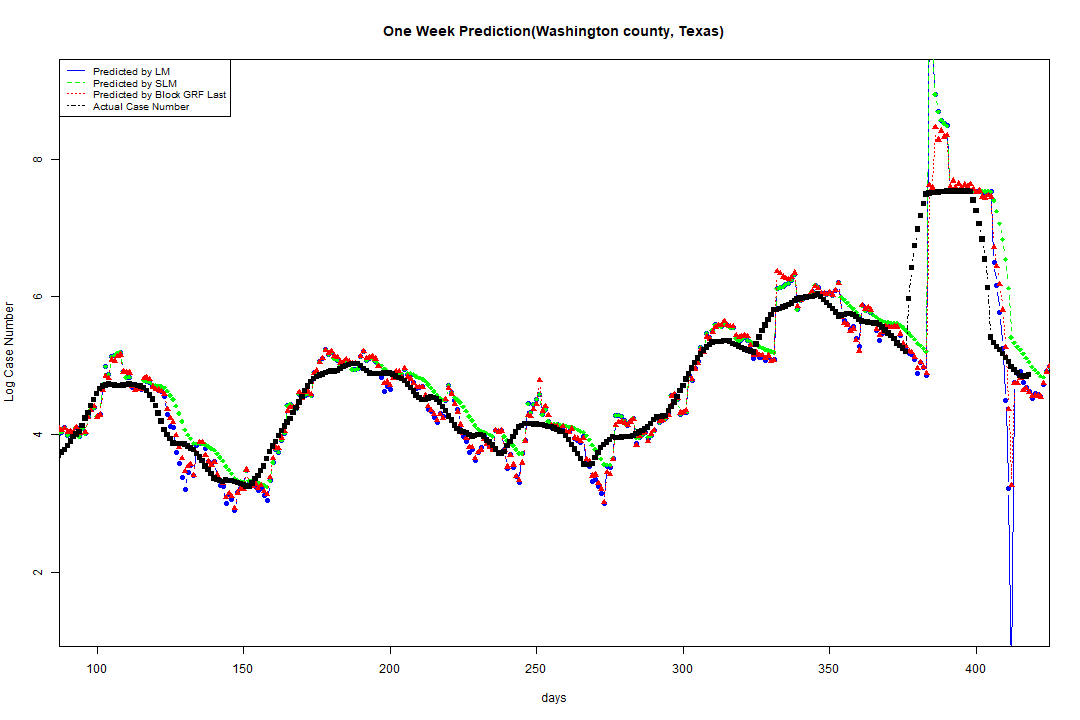 One Week Prediction(Washington county, Texas)
Predicted by LM
Predicted by SLM
Predicted by Block GRF Last
Actual Case Number
Log Case Number
8
6
4
2
100 150 200 250 300 350 400
days